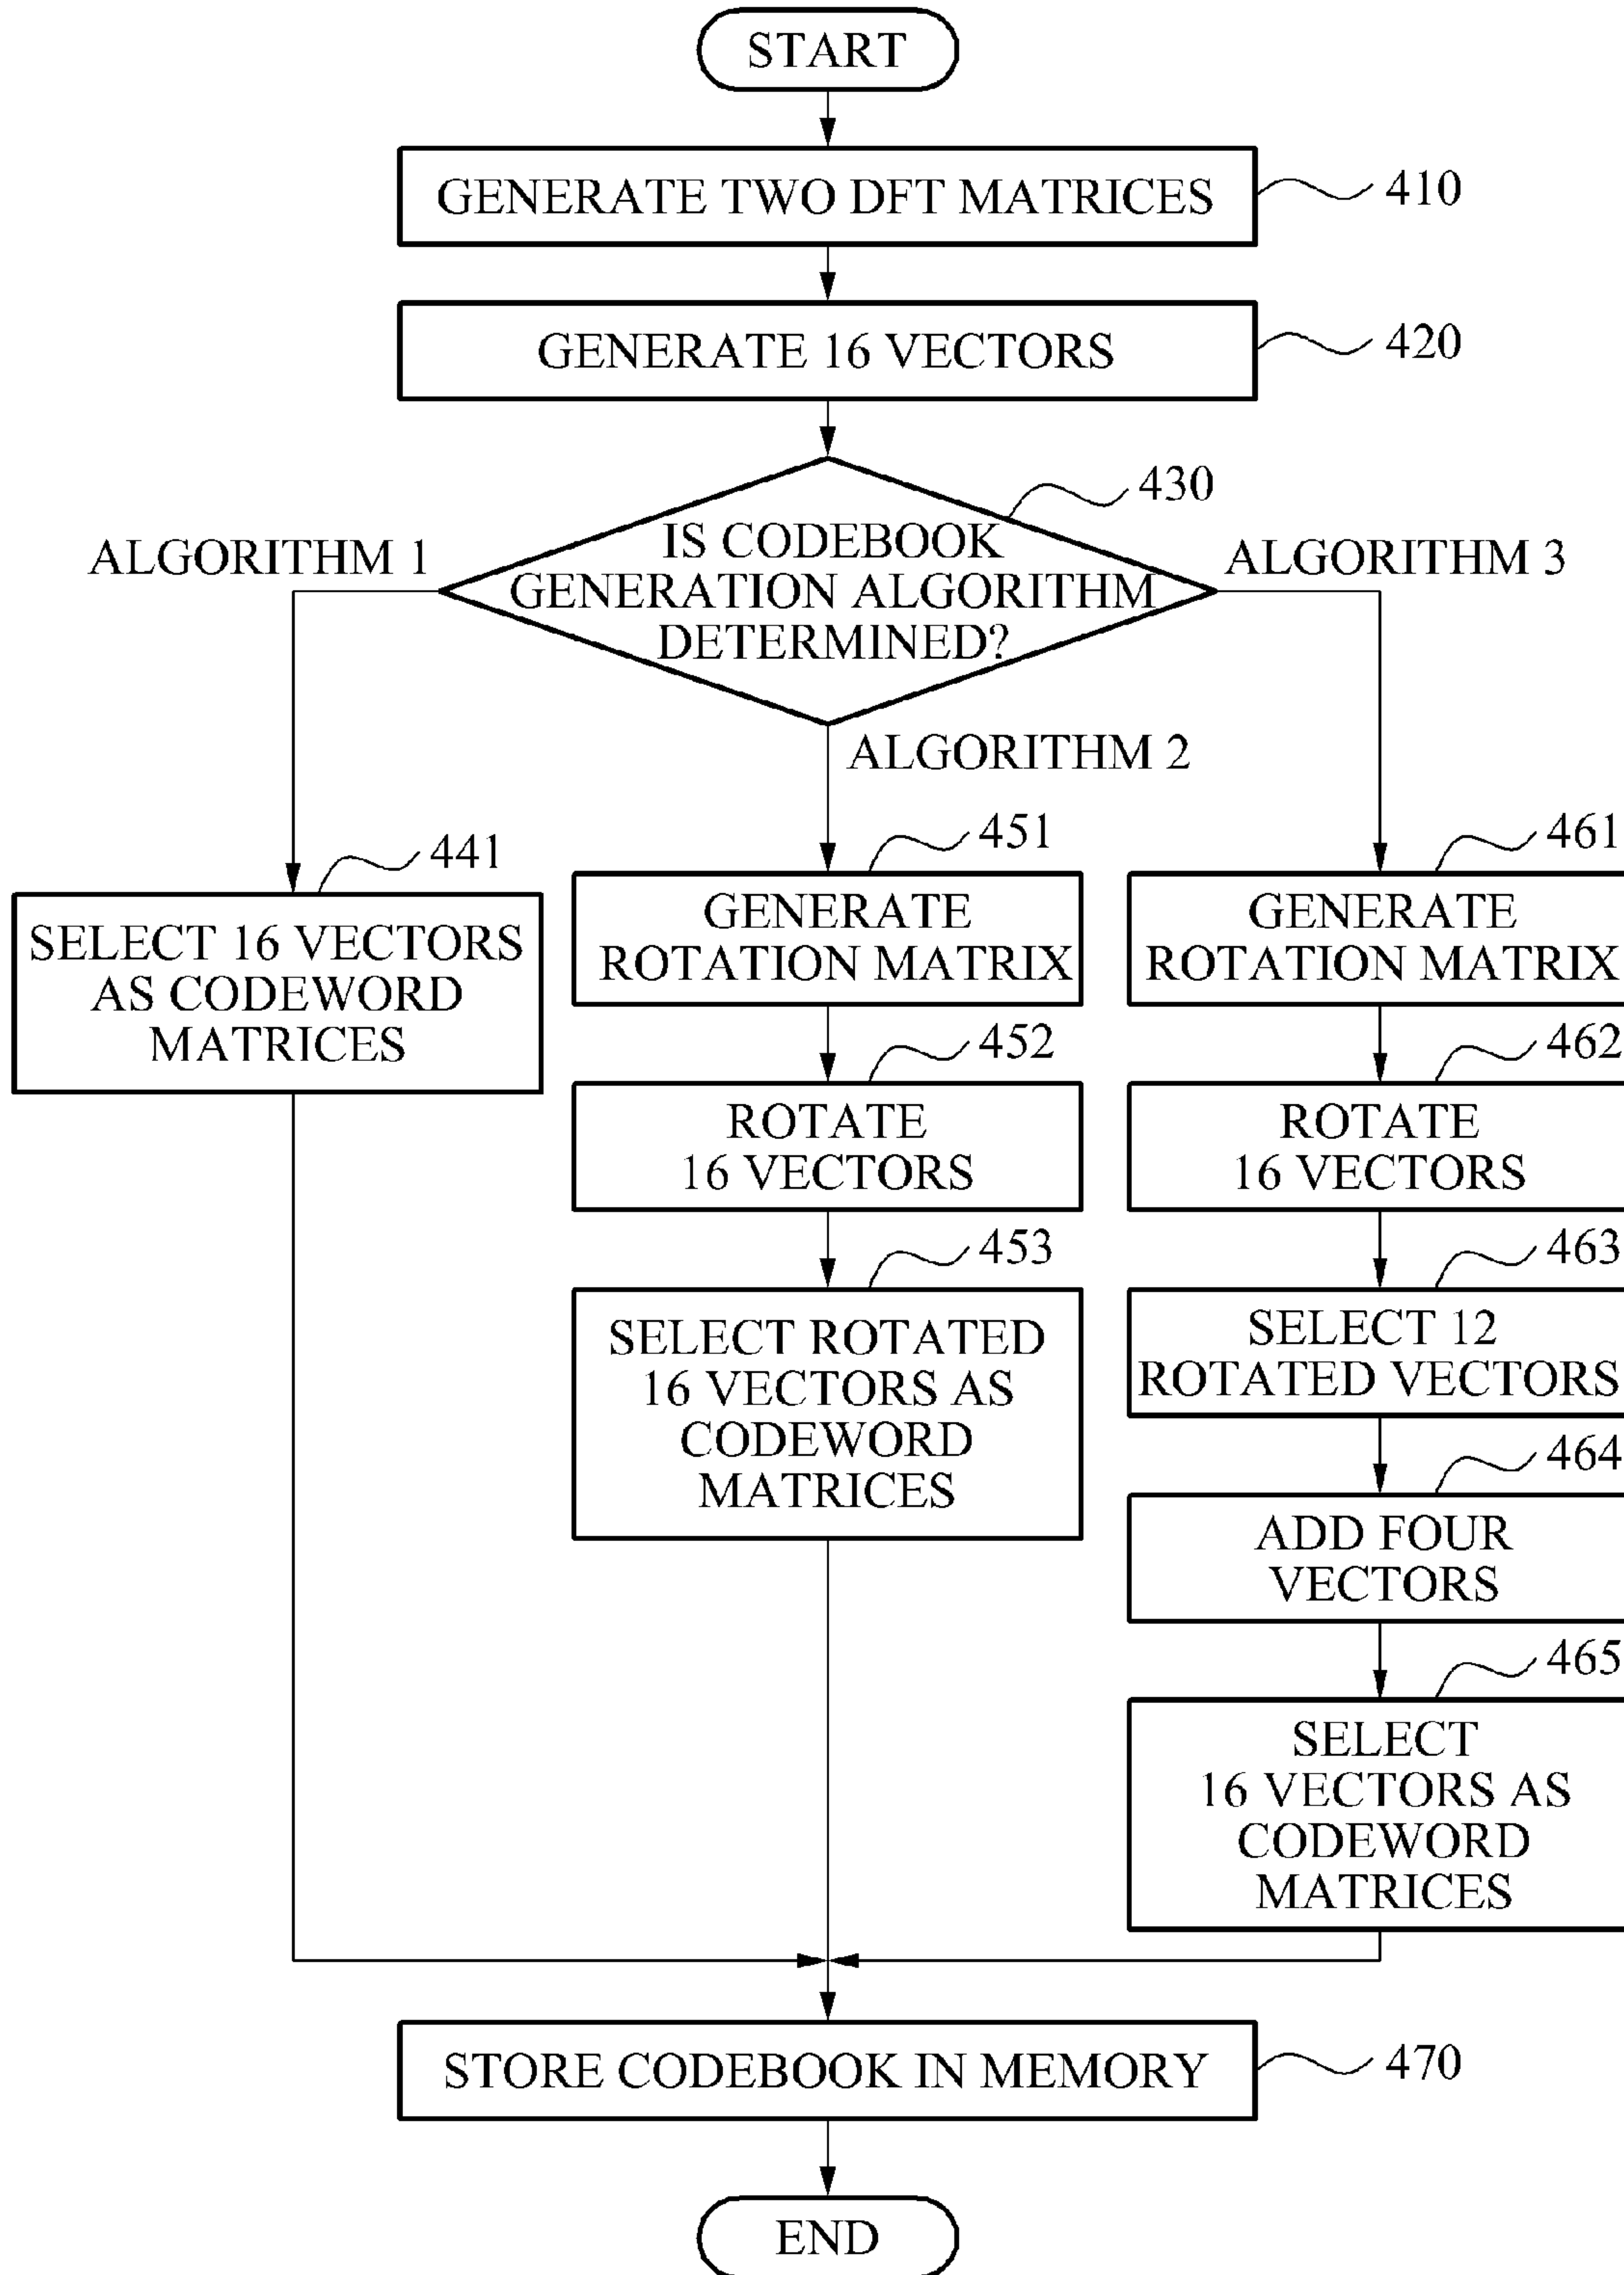 START
GENERATE TWO DFT MATRICES
410
GENERATE 16 VECTORS
420
430
IS CODEBOOK
GENERATION ALGORITHM
DETERMINED?
ALGORITHM 1
ALGORITHM 3
ALGORITHM 2
441
SELECT 16 VECTORS
AS CODEWORD
MATRICES
451
GENERATE
ROTATION MATRIX
452
ROTATE
16 VECTORS
453
SELECT ROTATED
16 VECTORS AS
CODEWORD
MATRICES
461
GENERATE
ROTATION MATRIX
462
ROTATE
16 VECTORS
463
SELECT 12
ROTATED VECTORS
464
ADD FOUR
VECTORS
465
SELECT
16 VECTORS AS
CODEWORD
MATRICES
STORE CODEBOOK IN MEMORY
470
END